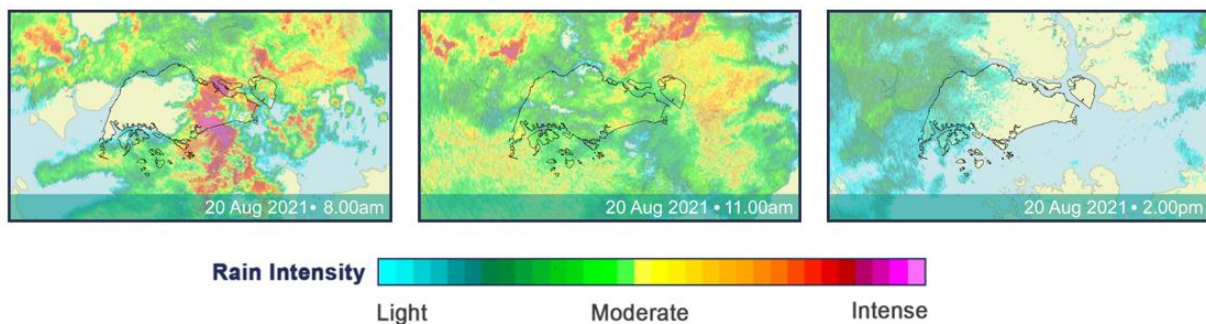 20 Aug 2021 • 8.00am
20 Aug 2021 • 11.00am
20 Aug 2021 • 2.00pm
Rain Intensity
Light
Moderate
Intense